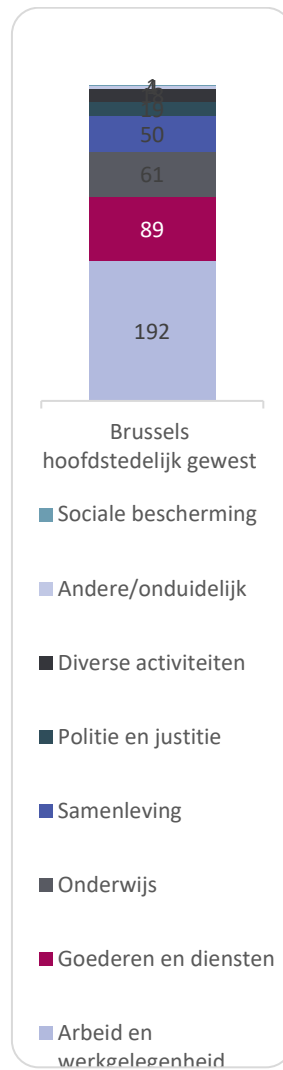 50
61
89
192
Brussels
hoofdstedelijk gewest
Sociale bescherming
Andere/onduidelijk
Diverse activiteiten
Politie en justitie
Samenleving
Onderwijs
Goederen en diensten
Arbeid en
werkgelegenheid